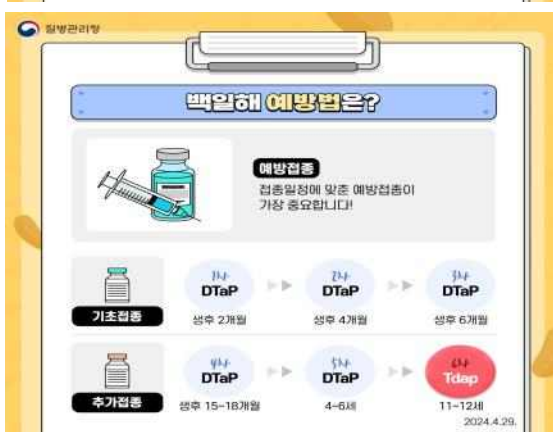 질병관리청
백일해 예방법은?
예방접종
접종일정에 맞춘 예방접종이
가장 중요합니다!
기초접종
1차 DTaP
생후 2개월
2차 DTaP
생후 4개월
3차 DTaP
생후 6개월
추가접종
4차 DTaP
생후 15-18개월
5차 DTaP
4-6세
6차 Tdap
11-12세
2024.4.29.